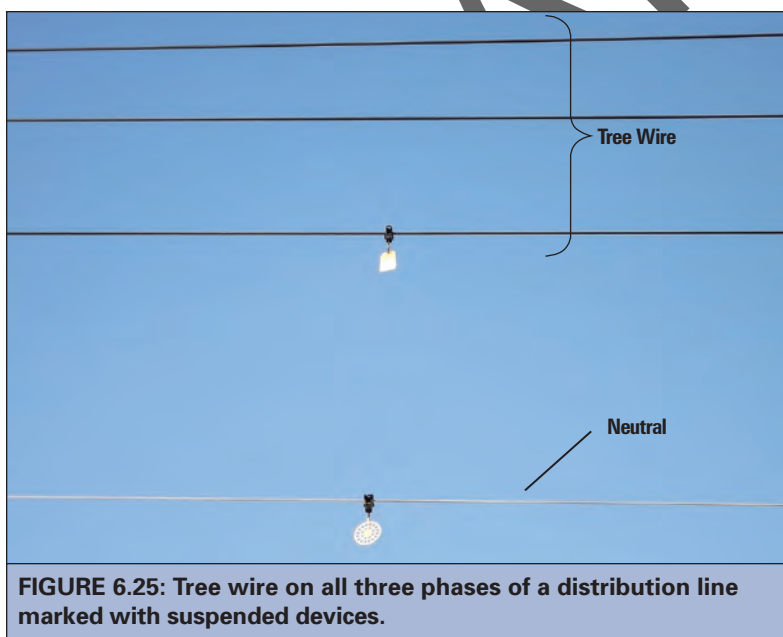 Tree Wire
Neutral
FIGURE 6.25: Tree wire on all three phases of a distribution line
marked with suspended devices.